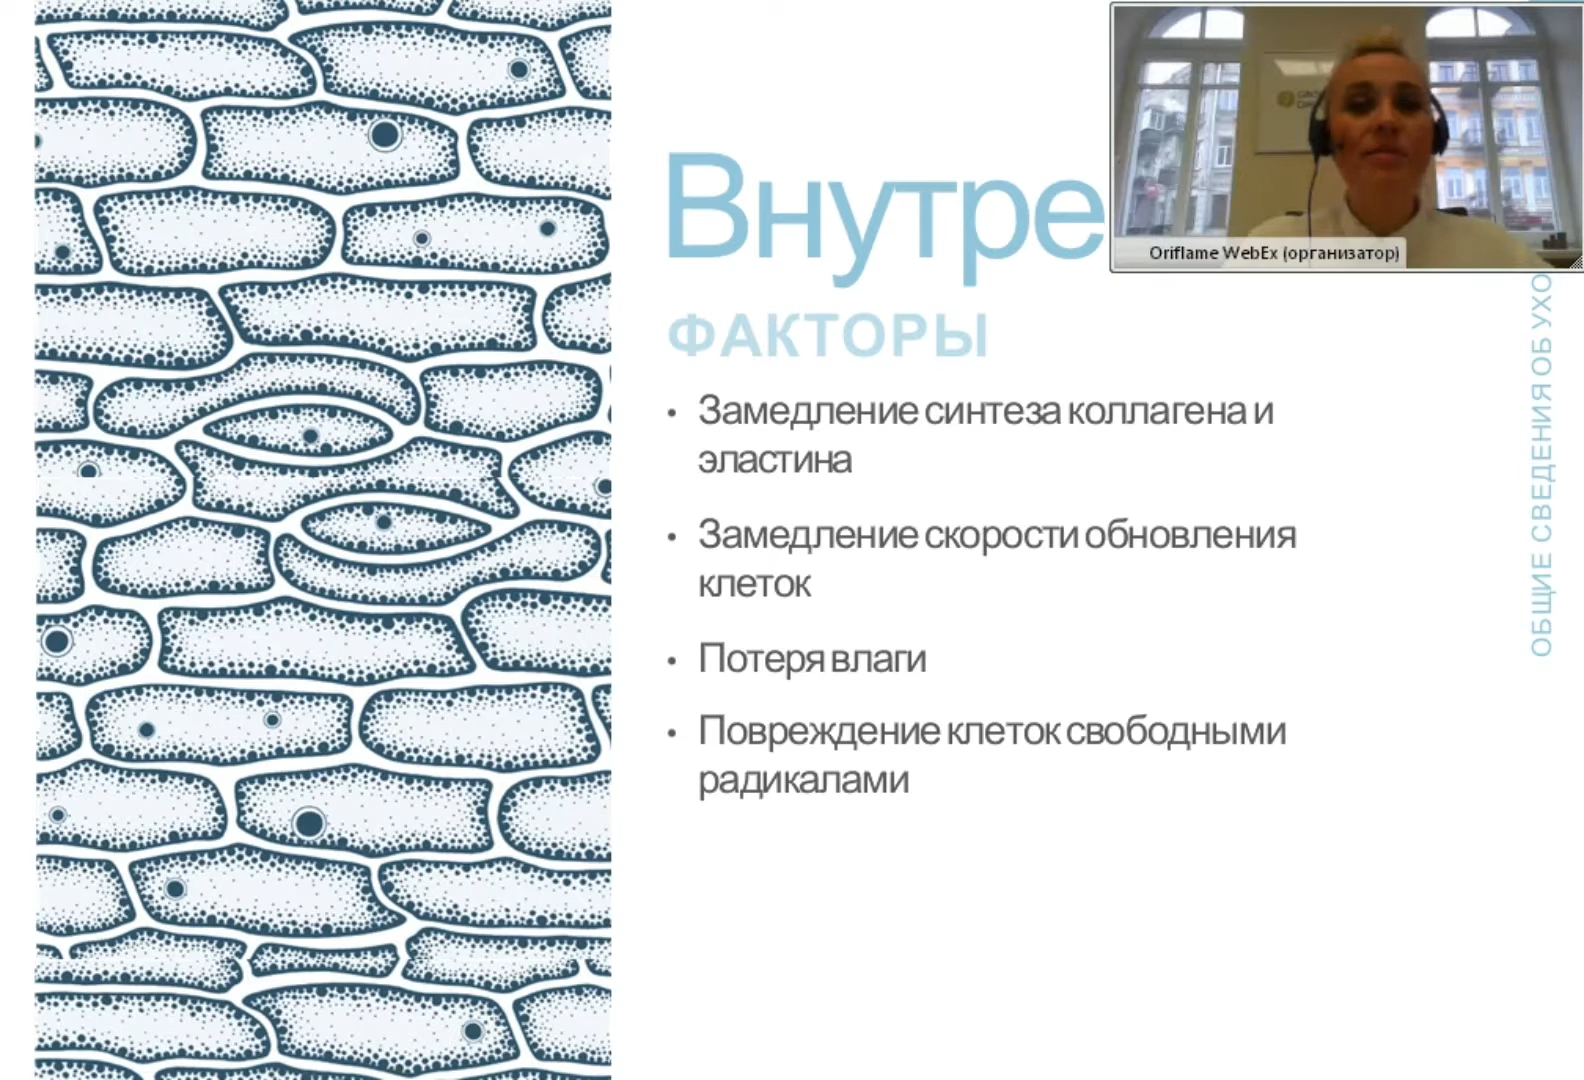 Внутре
ФАКТОРЫ
• Замедление синтеза коллагена и
эластина
• Замедление скорости обновления
клеток
• Потеря влаги
• Повреждение клеток свободными
радикалами
Oriflame WebEx (организатор)
ОБЩИЕ СВЕДЕНИЯ ОБ УХО